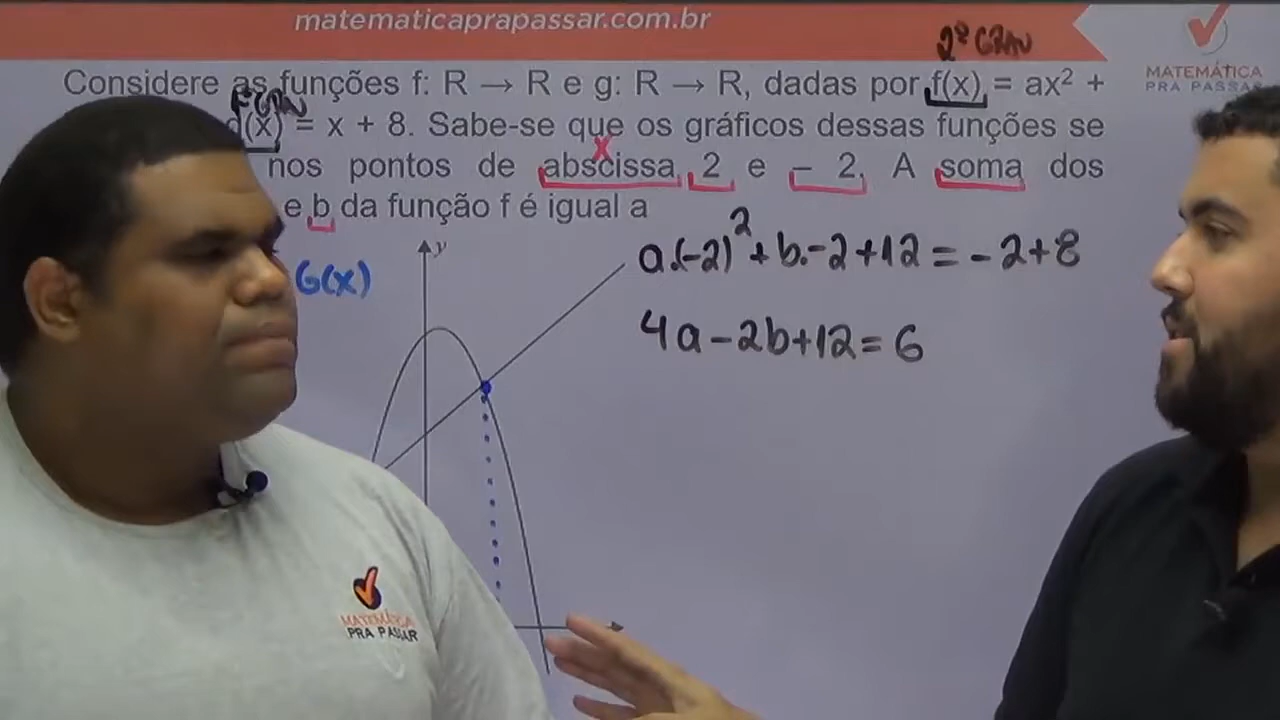 matematicaprapassar.com.br
2º GRAU
MATEMÁTICA
PRA PASSAR
Considere as funções f: R → R e g: R → R, dadas por f(x) = ax² +
1º GRAU
g(x) = x + 8. Sabe-se que os gráficos dessas funções se
x
nos pontos de abscissa 2 e – 2. A soma dos
e b da função f é igual a
y
G(x)
a.(-2)² + b.-2 + 12 = -2 + 8
4a - 2b + 12 = 6
MATEMÁTICA
PRA PASSAR